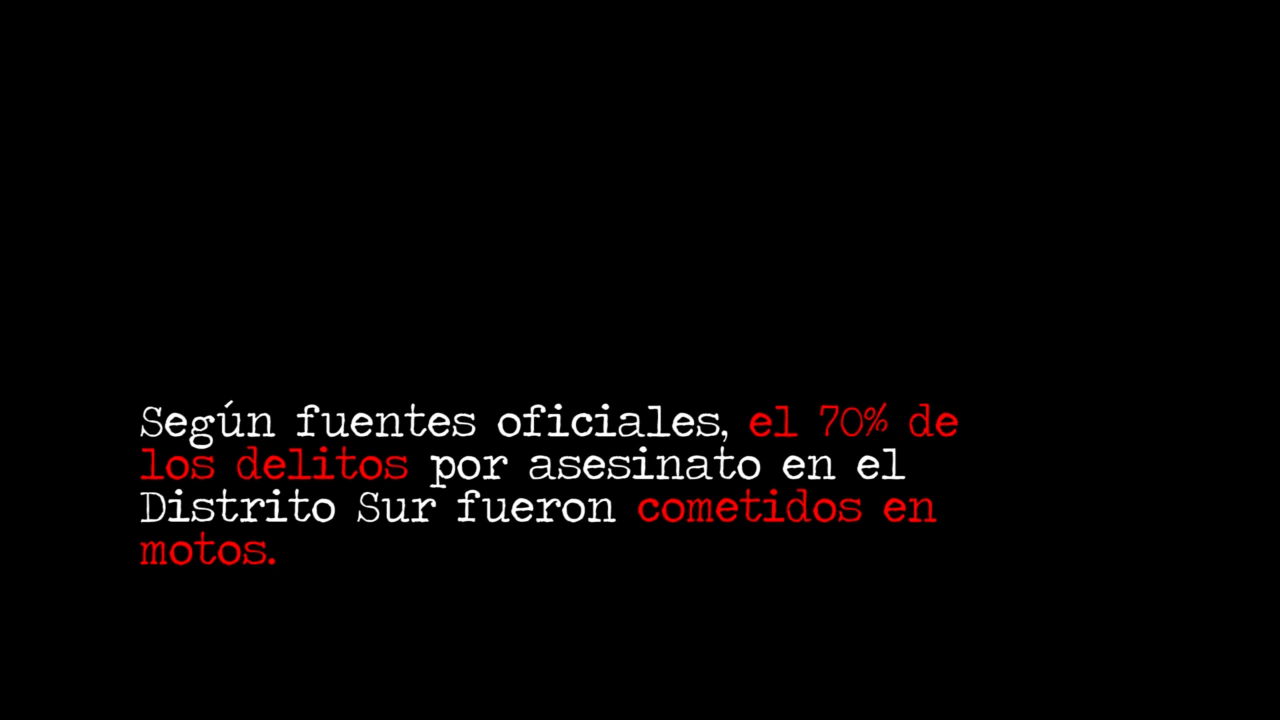 Según fuentes oficiales, el 70% de
los delitos por asesinato en el
Distrito Sur fueron cometidos en
motos.